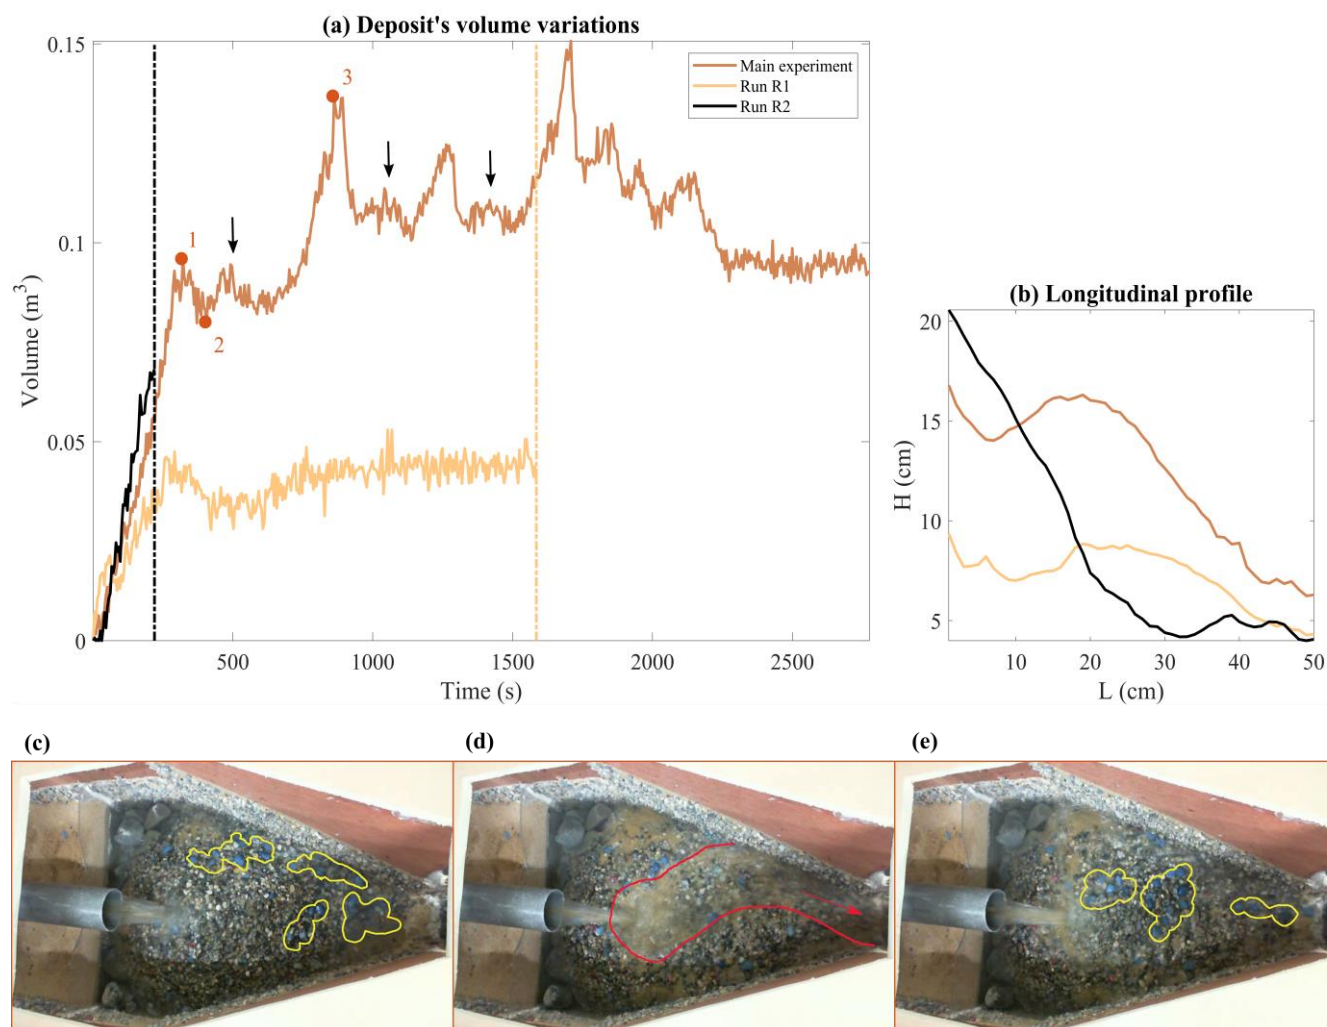 (a) Deposit's volume variations
Main experiment
Run R1
Run R2
0.15
0.1
0.05
0
Volume (m³)
1
2
3
500
1000
1500
2000
2500
Time (s)
(b) Longitudinal profile
20
15
10
5
H (cm)
10
20
30
40
50
L (cm)
(c)
(d)
(e)